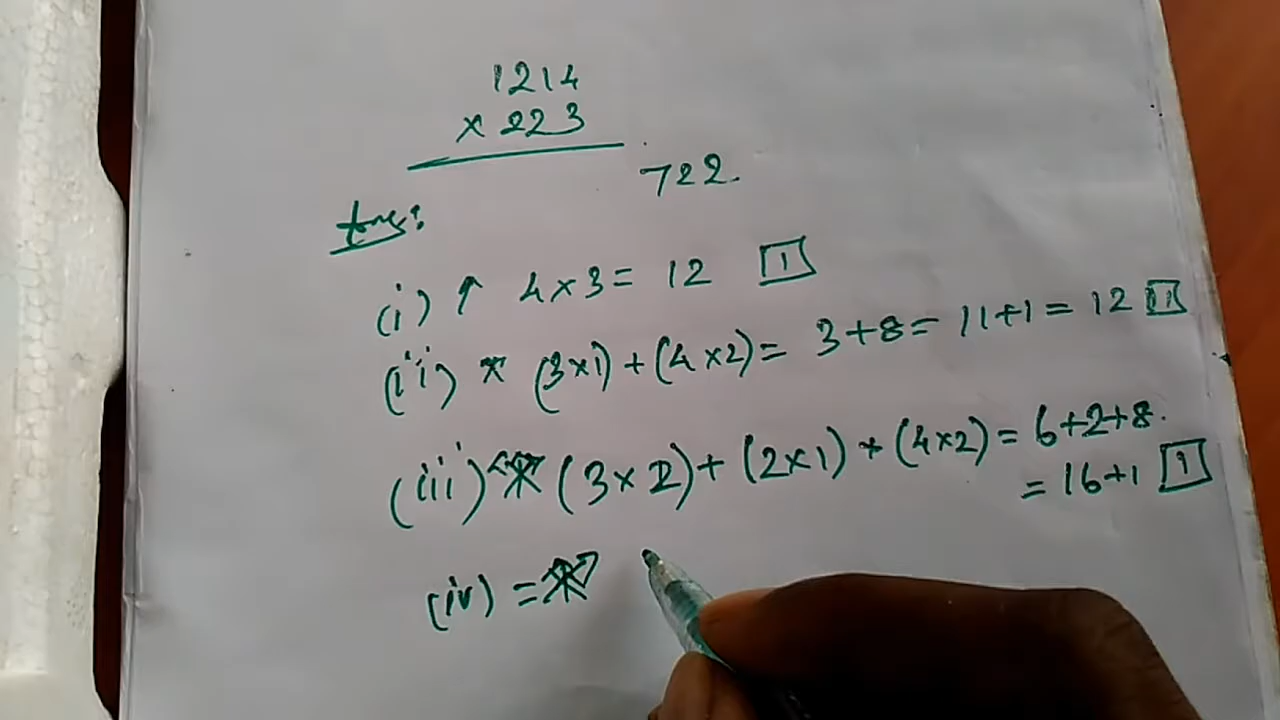 1214
× 223
722.
Ans:
(i) ↑ 4×3= 12 1
(ii) (3×1)+(4×2)= 3+8= 11+1= 12 1
(iii) (3×2)+(2×1)+(4×2)= 6+2+8.
= 16+1 1
(iv) =